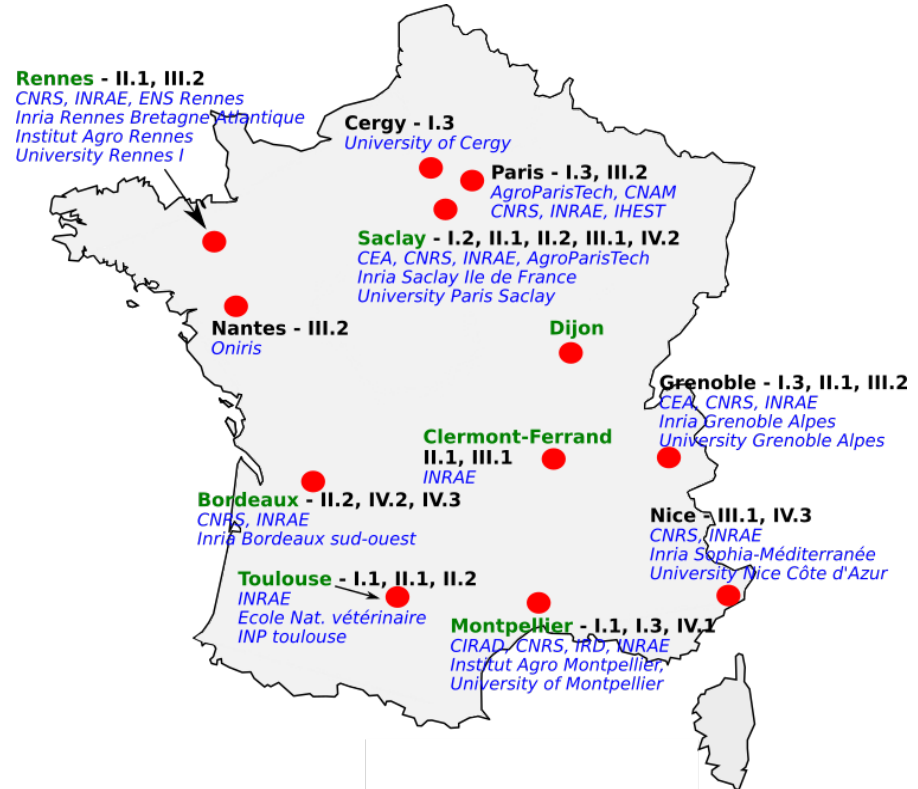 Rennes - II.1, III.2
CNRS, INRAE, ENS Rennes
Inria Rennes Bretagne Atlantique
Institut Agro Rennes
University Rennes I
Cergy - I.3
University of Cergy
Paris - I.3, III.2
AgroParisTech, CNAM
CNRS, INRAE, IHEST
Saclay - I.2, II.1, II.2, III.1, IV.2
CEA, CNRS, INRAE, AgroParisTech
Inria Saclay Ile de France
University Paris Saclay
Nantes - III.2
Oniris
Dijon
Grenoble - I.3, II.1, III.2
CEA, CNRS, INRAE
Inria Grenoble Alpes
University Grenoble Alpes
Clermont-Ferrand
II.1, III.1
INRAE
Bordeaux - II.2, IV.2, IV.3
CNRS, INRAE
Inria Bordeaux sud-ouest
Nice - III.1, IV.3
CNRS, INRAE
Inria Sophia-Méditerranée
University Nice Côte d'Azur
Toulouse - I.1, II.1, II.2
INRAE
Ecole Nat. vétérinaire
INP toulouse
Montpellier - I.1, I.3, IV.1
CIRAD, CNRS, IRD, INRAE
Institut Agro Montpellier,
University of Montpellier